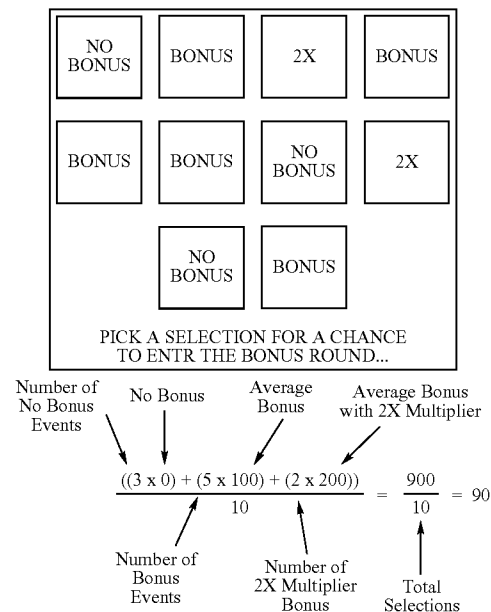 NO
BONUS
BONUS
2X
BONUS
BONUS
BONUS
NO
BONUS
2X
NO
BONUS
BONUS
PICK A SELECTION FOR A CHANCE
TO ENTR THE BONUS ROUND...
Number of
No Bonus
Events
No Bonus
Average
Bonus
Average Bonus
with 2X Multiplier
((3 x 0) + (5 x 100) + (2 x 200))
10
=
900
10
= 90
Number of
Bonus
Events
Number of
2X Multiplier
Bonus
Total
Selections